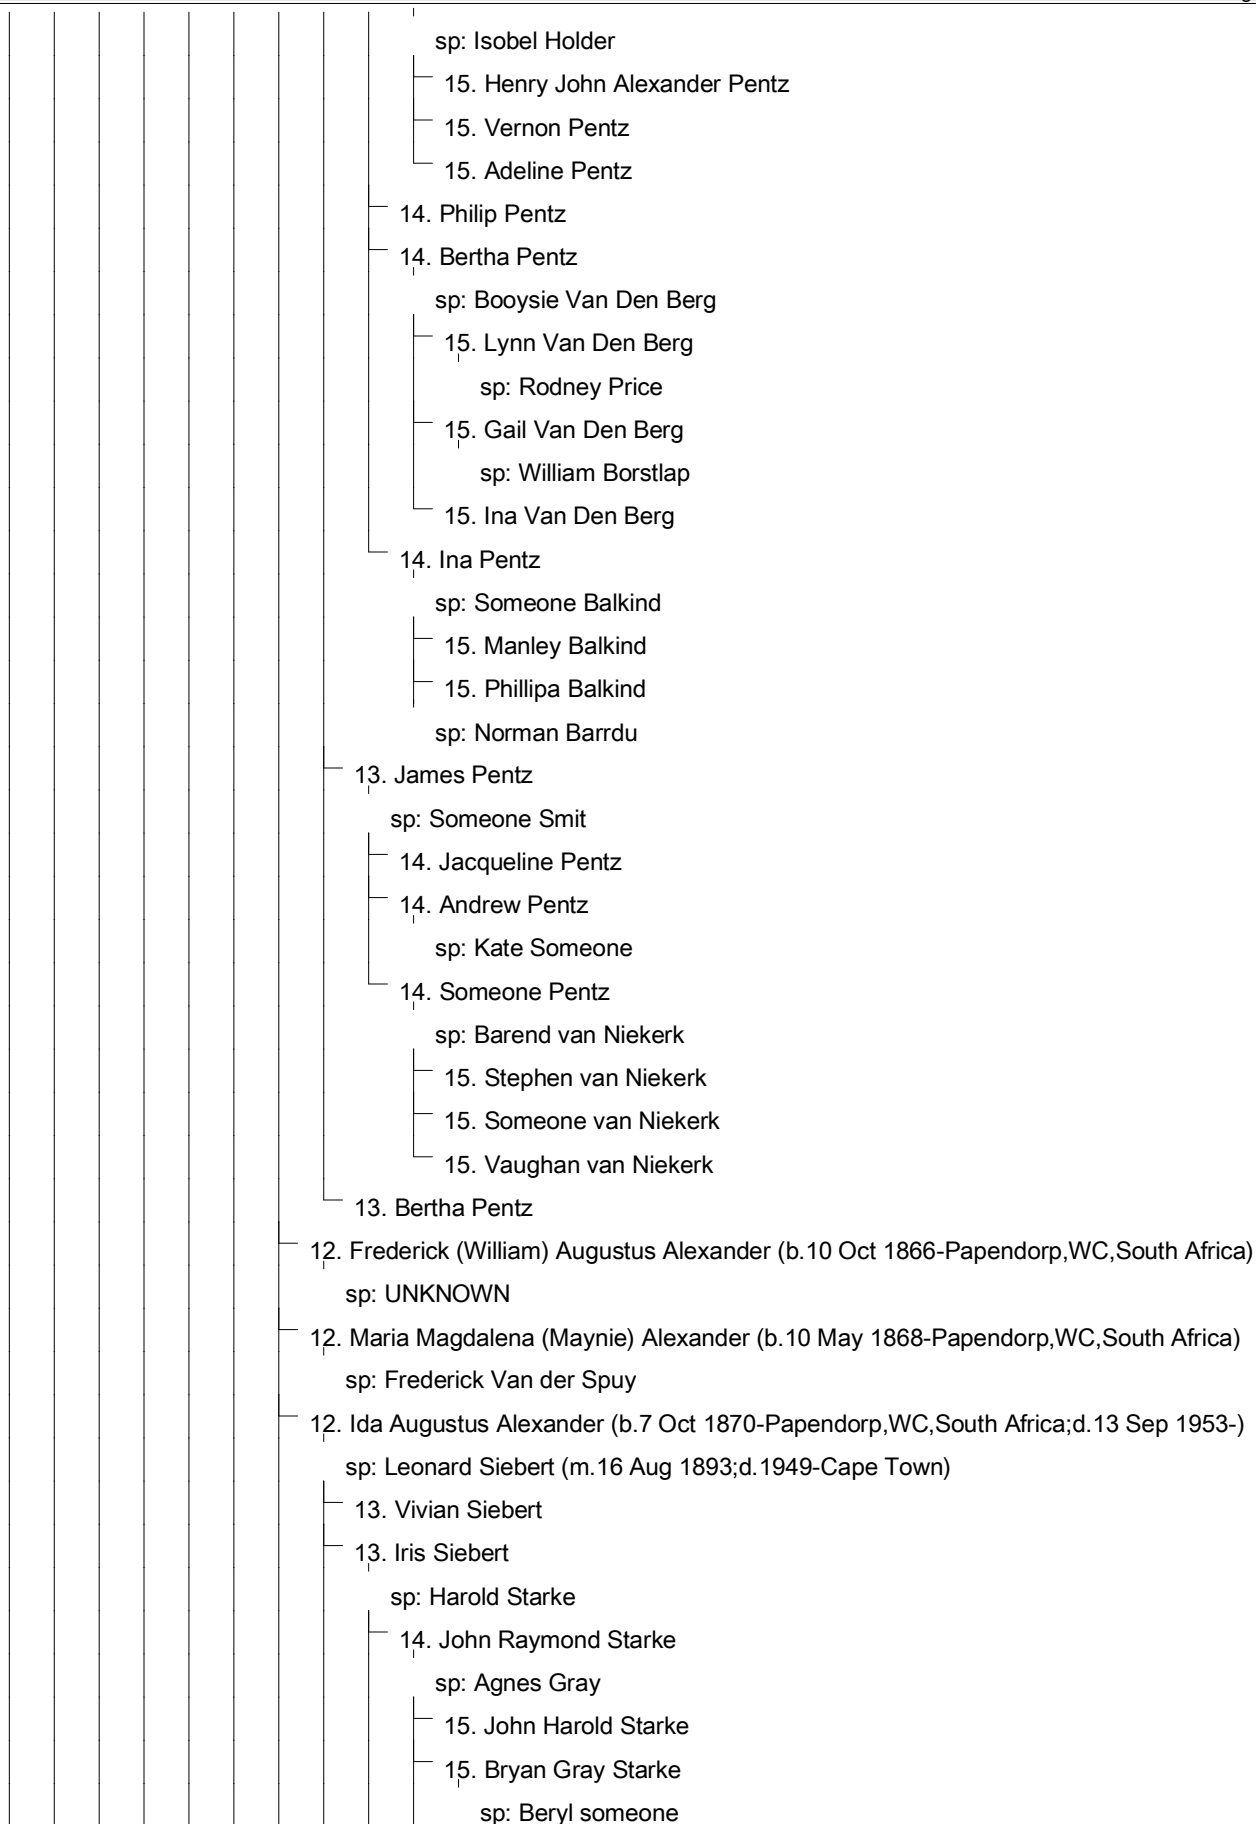 sp: Isobel Holder
15. Henry John Alexander Pentz
15. Vernon Pentz
15. Adeline Pentz
14. Philip Pentz
14. Bertha Pentz
sp: Booysie Van Den Berg
15. Lynn Van Den Berg
sp: Rodney Price
15. Gail Van Den Berg
sp: William Borstlap
15. Ina Van Den Berg
14. Ina Pentz
sp: Someone Balkind
15. Manley Balkind
15. Phillipa Balkind
sp: Norman Barrdu
13. James Pentz
sp: Someone Smit
14. Jacqueline Pentz
14. Andrew Pentz
sp: Kate Someone
14. Someone Pentz
sp: Barend van Niekerk
15. Stephen van Niekerk
15. Someone van Niekerk
15. Vaughan van Niekerk
13. Bertha Pentz
12. Frederick (William) Augustus Alexander (b.10 Oct 1866-Papendorp,WC,South Africa)
sp: UNKNOWN
12. Maria Magdalena (Maynie) Alexander (b.10 May 1868-Papendorp,WC,South Africa)
sp: Frederick Van der Spuy
12. Ida Augustus Alexander (b.7 Oct 1870-Papendorp,WC,South Africa;d.13 Sep 1953-)
sp: Leonard Siebert (m.16 Aug 1893;d.1949-Cape Town)
13. Vivian Siebert
13. Iris Siebert
sp: Harold Starke
14. John Raymond Starke
sp: Agnes Gray
15. John Harold Starke
15. Bryan Gray Starke
sp: Beryl someone